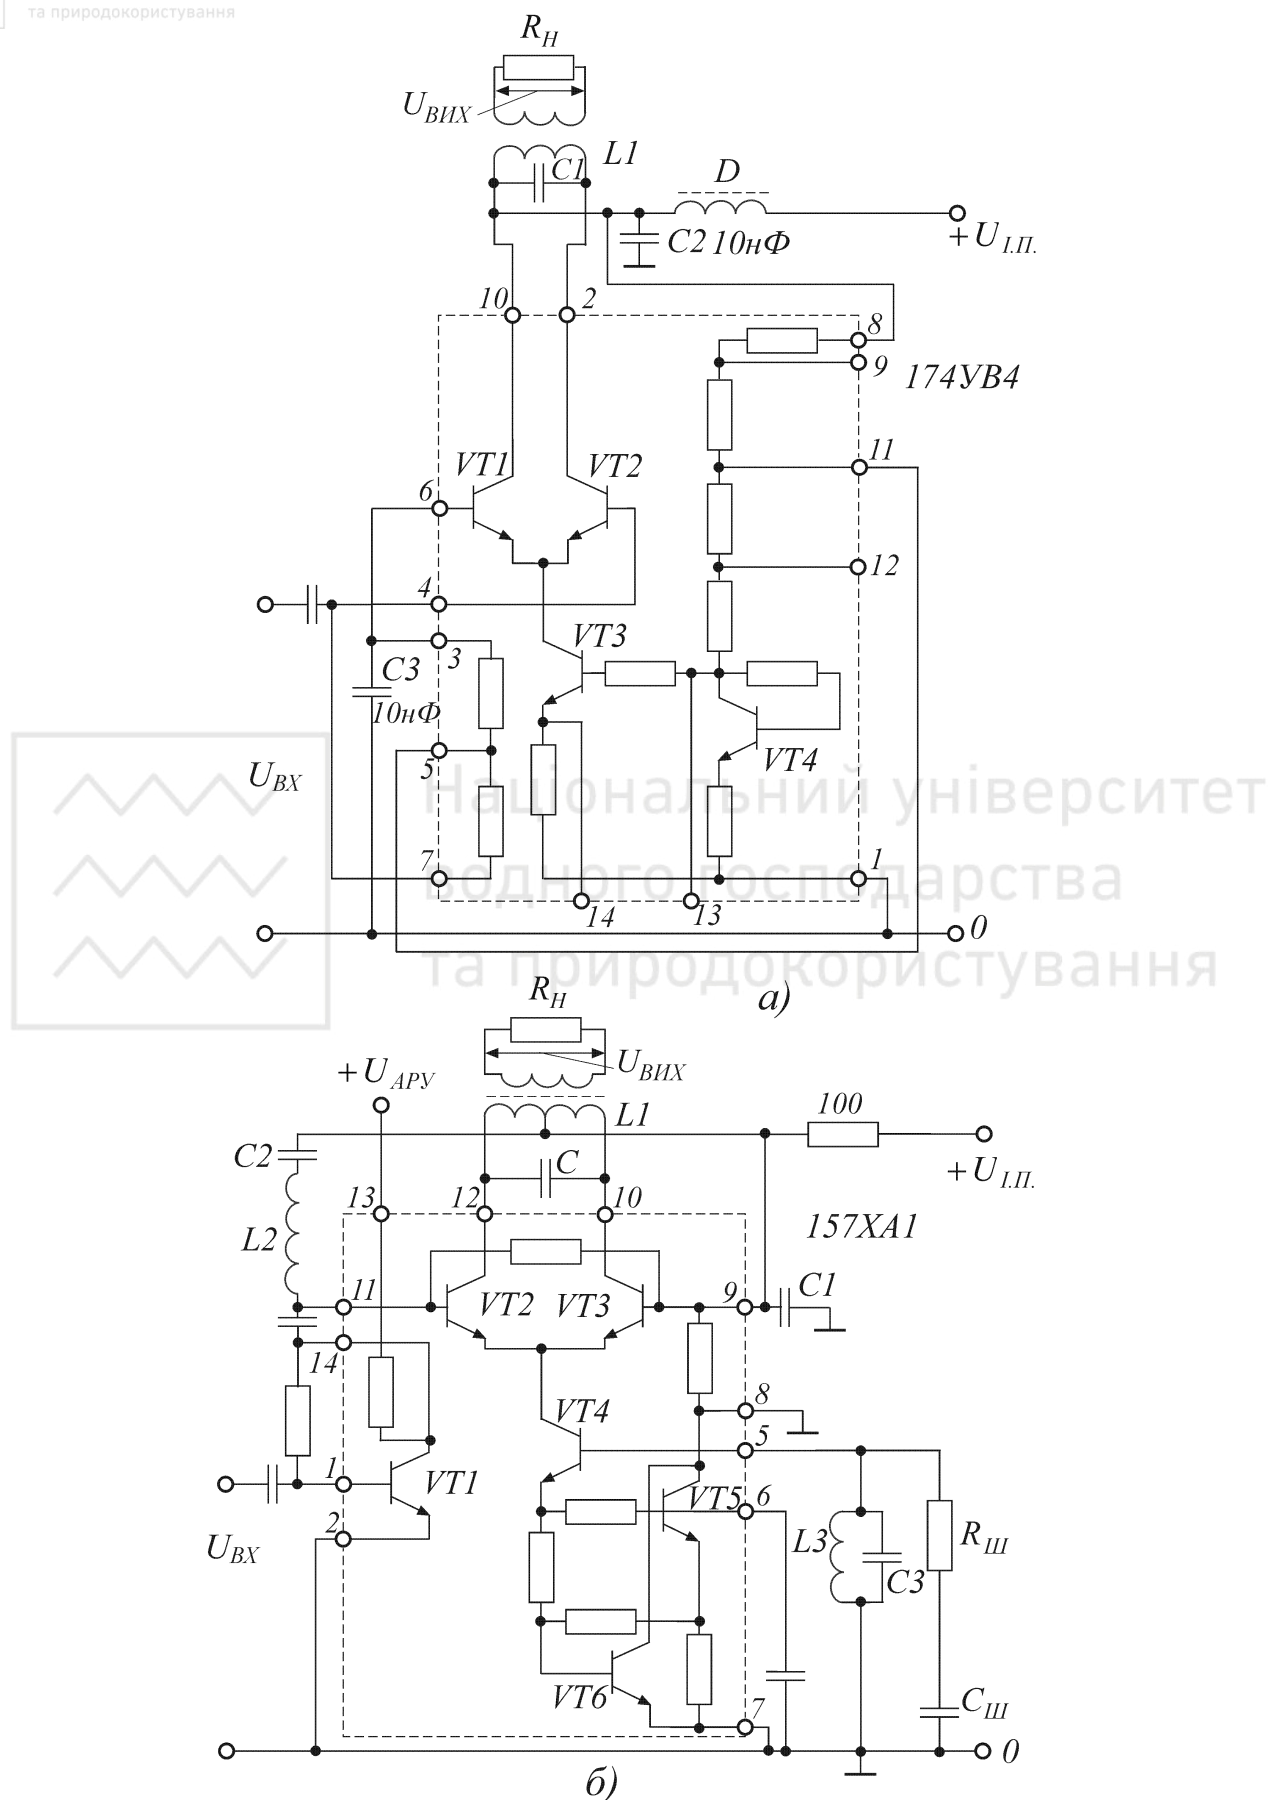 та природокористування
R_Н
U_ВИХ
C1 L1
D
C2 10нФ
+ U_І.П.
10 2
8
9
174УВ4
VT1 VT2
11
6
12
4
VT3
3
C3
10нФ
5
VT4
U_ВХ
Національний університет
7
1
водного господарства
14 13
0
та природокористування
а)
R_Н
+ U_АРУ
U_ВИХ
L1
100
C2
C
+ U_І.П.
13 12 10
L2
157ХА1
11
9
C1
VT2 VT3
14
8
VT4
5
1
VT1
VT5 6
2
U_ВХ
L3
R_Ш
C3
VT6
7
C_Ш
0
б)